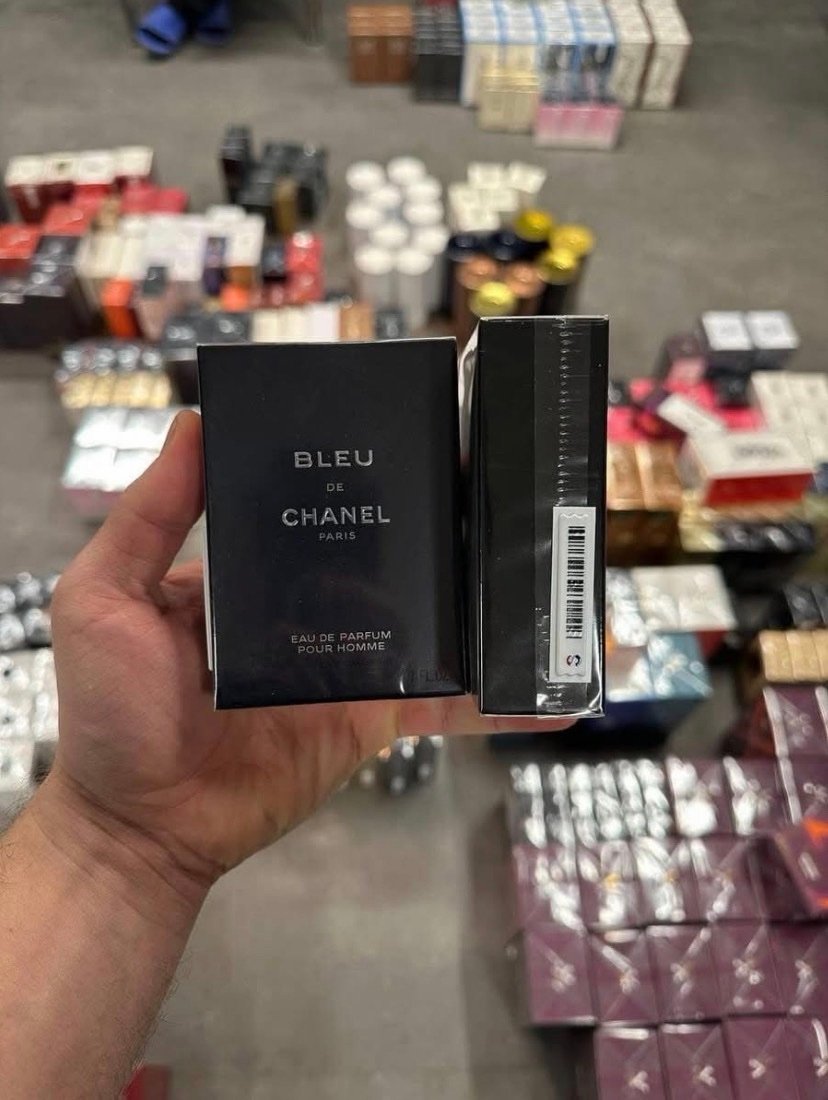 BLEU
DE
CHANEL
PARIS
EAU DE PARFUM
POUR HOMME